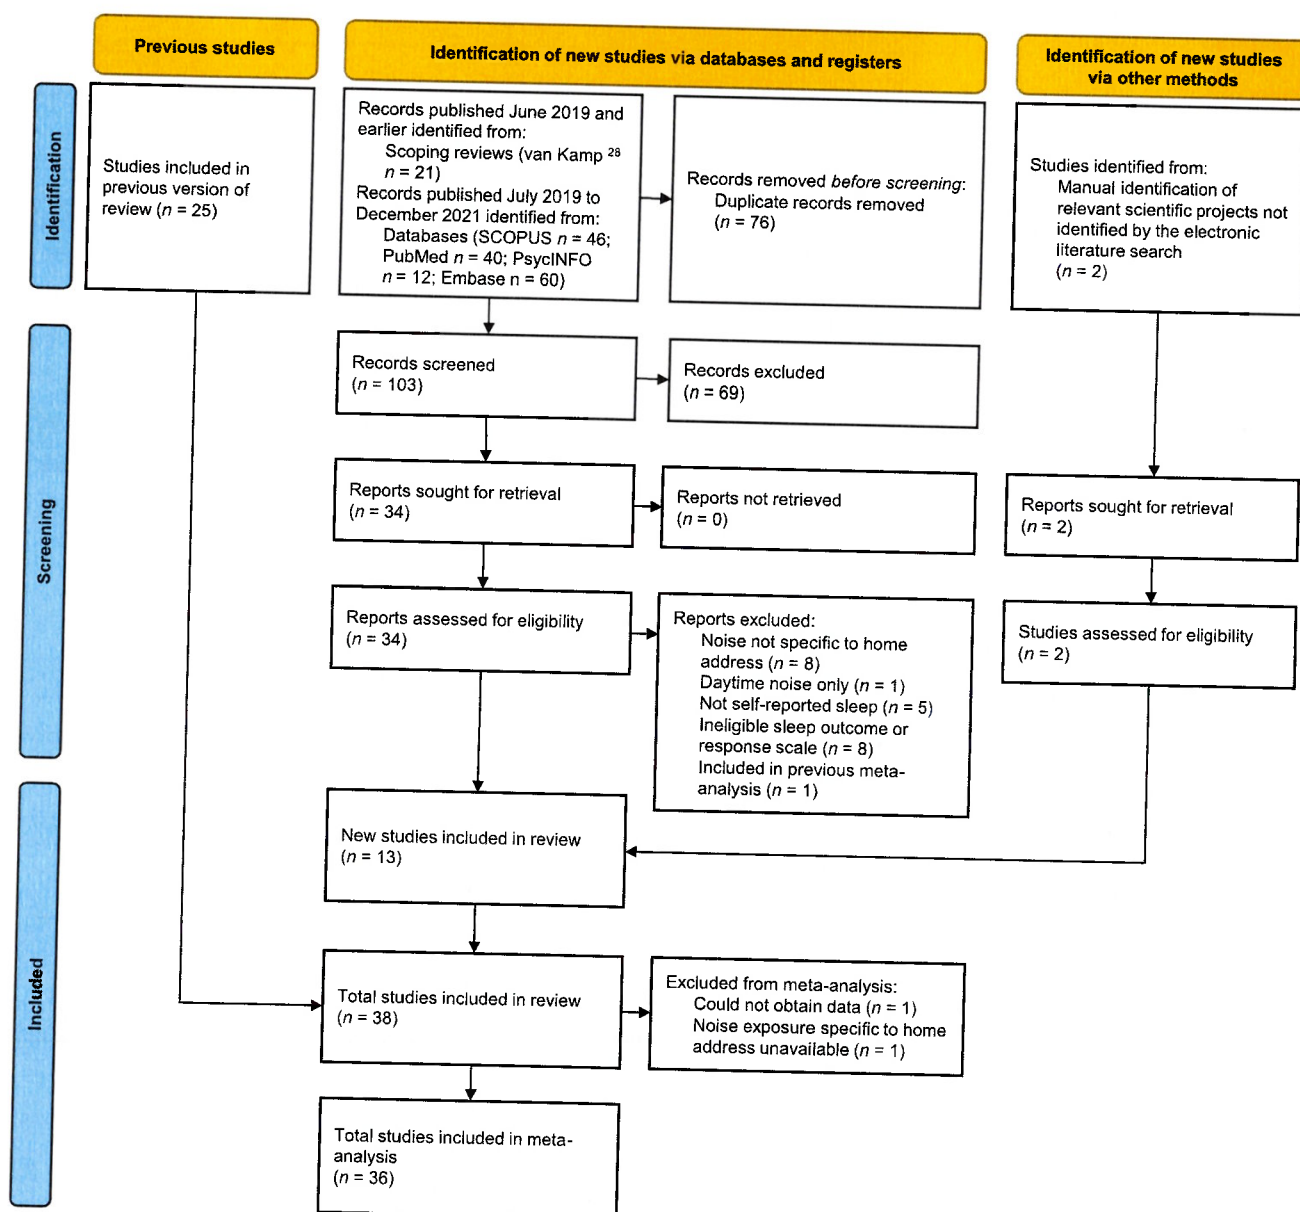 Previous studies
Identification of new studies via databases and registers
Identification of new studies
via other methods
Identification
Studies included in
previous version of
review (n = 25)
Records published June 2019 and
earlier identified from:
Scoping reviews (van Kamp 28
n = 21)
Records published July 2019 to
December 2021 identified from:
Databases (SCOPUS n = 46;
PubMed n = 40; PsycINFO
n = 12; Embase n = 60)
Records removed before screening:
Duplicate records removed
(n = 76)
Studies identified from:
Manual identification of
relevant scientific projects not
identified by the electronic
literature search
(n = 2)
Screening
Records screened
(n = 103)
Records excluded
(n = 69)
Reports sought for retrieval
(n = 34)
Reports not retrieved
(n = 0)
Reports sought for retrieval
(n = 2)
Reports assessed for eligibility
(n = 34)
Reports excluded:
Noise not specific to home
address (n = 8)
Daytime noise only (n = 1)
Not self-reported sleep (n = 5)
Ineligible sleep outcome or
response scale (n = 8)
Included in previous meta-
analysis (n = 1)
Studies assessed for eligibility
(n = 2)
Included
New studies included in review
(n = 13)
Total studies included in review
(n = 38)
Excluded from meta-analysis:
Could not obtain data (n = 1)
Noise exposure specific to home
address unavailable (n = 1)
Total studies included in meta-
analysis
(n = 36)